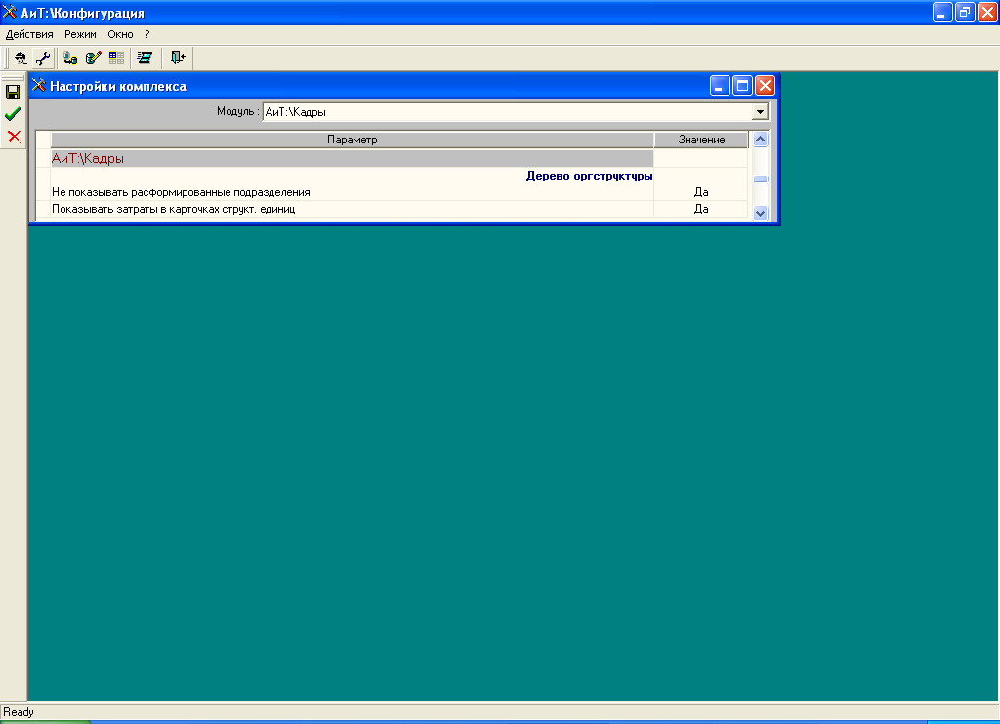 АиТ:\Конфигурация
Действия Режим Окно ?
Настройки комплекса
Модуль : АиТ:\Кадры
Параметр Значение
АиТ:\Кадры
Дерево оргструктуры
Не показывать расформированные подразделения Да
Показывать затраты в карточках структ. единиц Да
Ready